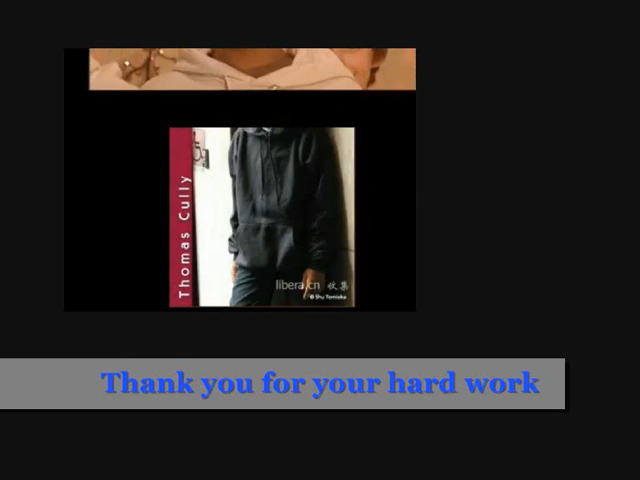 Thomas Cully
libera.cn 收集
© Shu Tomioka
Thank you for your hard work